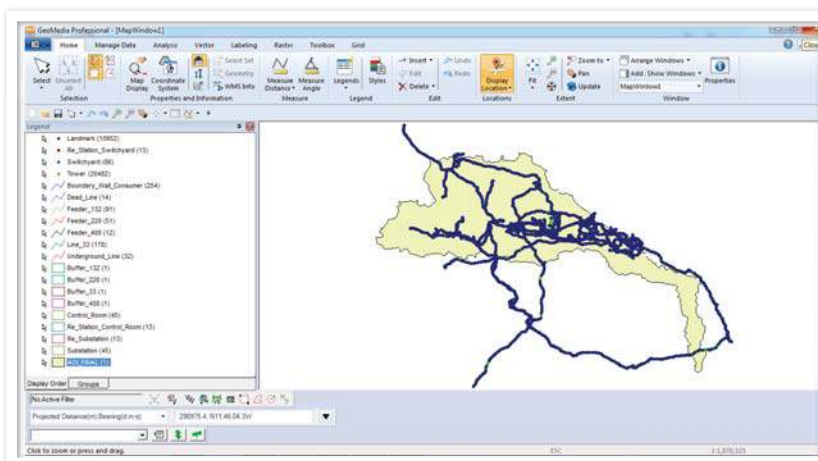 GeoMedia Professional - [MapWindow1]
Home Manage Data Analysis Vector Labeling Raster Toolbox Grid
Clos
Select Unselect All
Selection
Map Display
Coordinate System
Select Set
Geometry
WMS Info
Properties and Information
Measure Distance
Measure Angle
Measure
Legends
Styles
Legend
Insert
Edit
Delete
Undo
Redo
Edit
Display Location
Locations
Fit
Zoom to
Pan
Update
Extent
Arrange Windows
Add / Show Windows
MapWindow1
Properties
Window
Legend
Landmark (10952)
Re_Station_Switchyard (13)
Switchyard (86)
Tower (20482)
Boundary_Wall_Consumer (254)
Dead_Line (14)
Feeder_132 (81)
Feeder_220 (51)
Feeder_400 (12)
Line_33 (178)
Underground_Line (32)
Buffer_132 (1)
Buffer_220 (1)
Buffer_33 (1)
Buffer_400 (1)
Control_Room (45)
Re_Station_Control_Room (13)
Re_Substation (13)
Substation (45)
AOI_FINAL (1)
Display Order Groups
No Active Filter
Projected Distance(m) Bearing(d:m:s)
Click to zoom or press and drag.
ESC